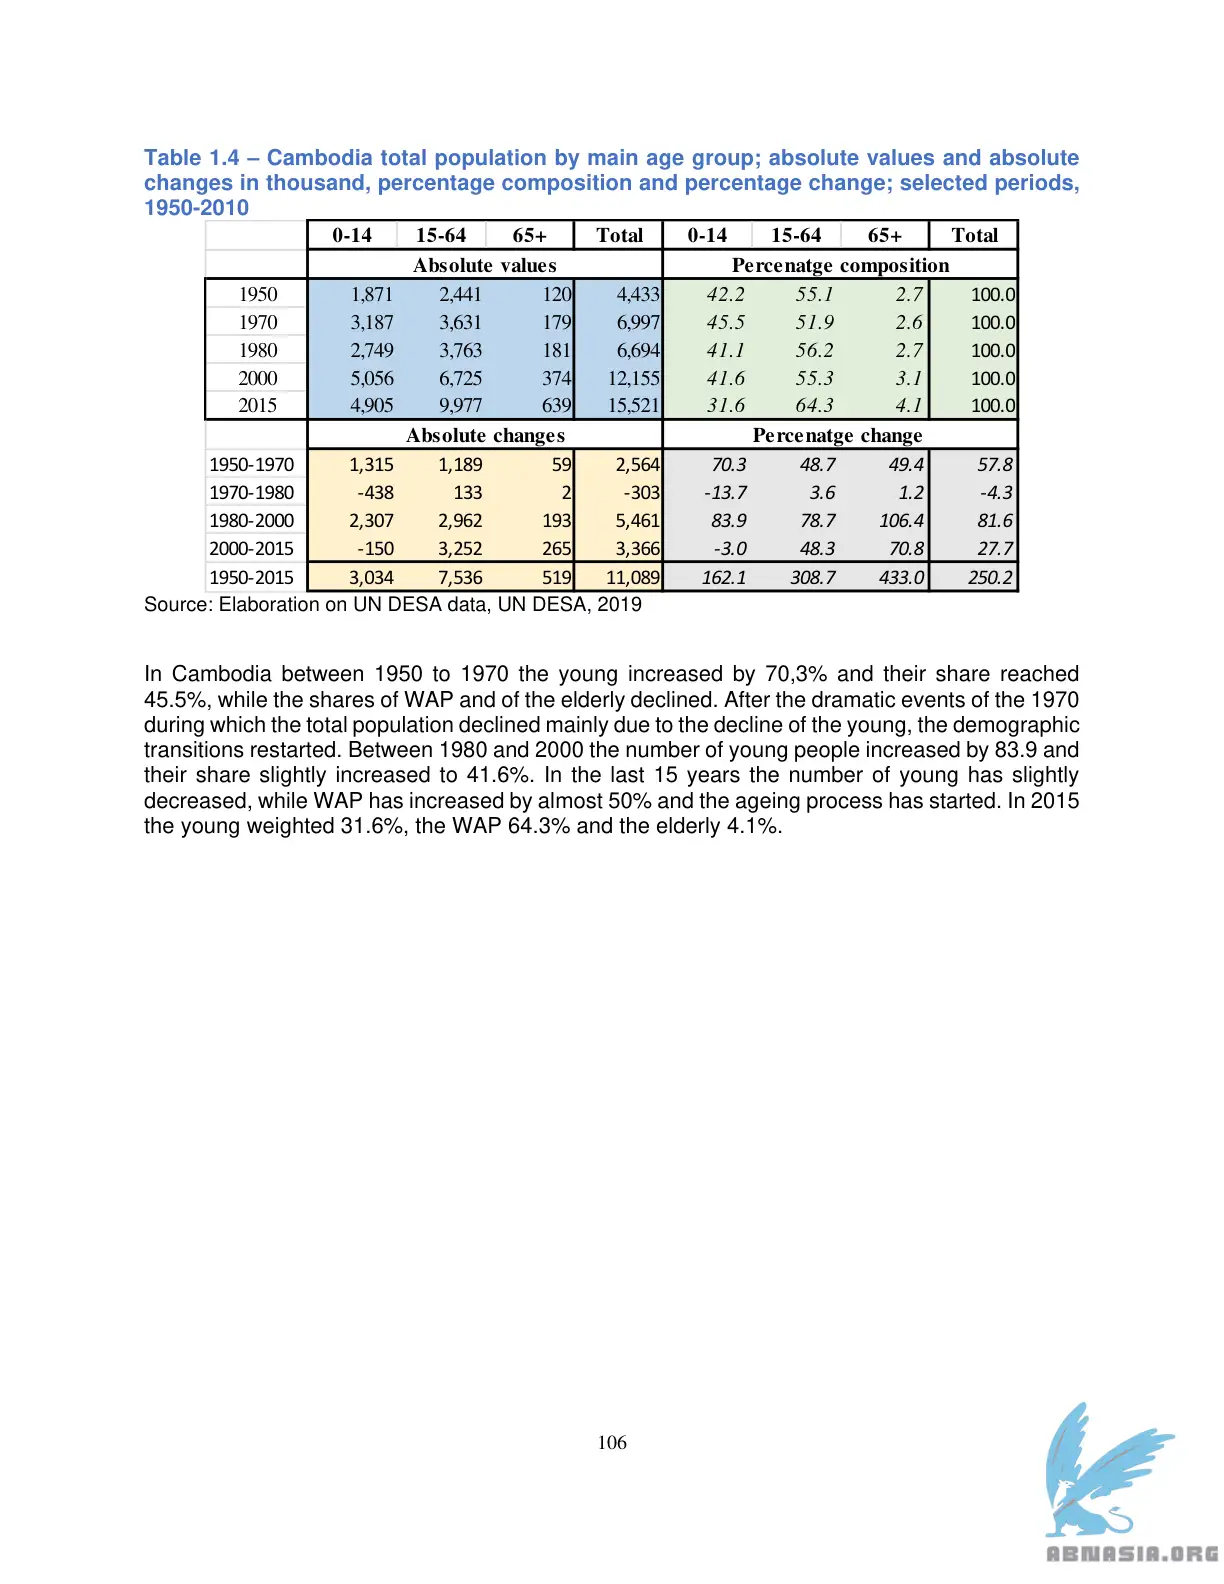 Table 1.4 – Cambodia total population by main age group; absolute values and absolute
changes in thousand, percentage composition and percentage change; selected periods,
1950-2010
0-14 15-64 65+ Total 0-14 15-64 65+ Total
Absolute values Percenatge composition
1950 1,871 2,441 120 4,433 42.2 55.1 2.7 100.0
1970 3,187 3,631 179 6,997 45.5 51.9 2.6 100.0
1980 2,749 3,763 181 6,694 41.1 56.2 2.7 100.0
2000 5,056 6,725 374 12,155 41.6 55.3 3.1 100.0
2015 4,905 9,977 639 15,521 31.6 64.3 4.1 100.0
Absolute changes Percenatge change
1950-1970 1,315 1,189 59 2,564 70.3 48.7 49.4 57.8
1970-1980 -438 133 2 -303 -13.7 3.6 1.2 -4.3
1980-2000 2,307 2,962 193 5,461 83.9 78.7 106.4 81.6
2000-2015 -150 3,252 265 3,366 -3.0 48.3 70.8 27.7
1950-2015 3,034 7,536 519 11,089 162.1 308.7 433.0 250.2
Source: Elaboration on UN DESA data, UN DESA, 2019
In Cambodia between 1950 to 1970 the young increased by 70,3% and their share reached
45.5%, while the shares of WAP and of the elderly declined. After the dramatic events of the 1970
during which the total population declined mainly due to the decline of the young, the demographic
transitions restarted. Between 1980 and 2000 the number of young people increased by 83.9 and
their share slightly increased to 41.6%. In the last 15 years the number of young has slightly
decreased, while WAP has increased by almost 50% and the ageing process has started. In 2015
the young weighted 31.6%, the WAP 64.3% and the elderly 4.1%.
106
ABNASIA.ORG